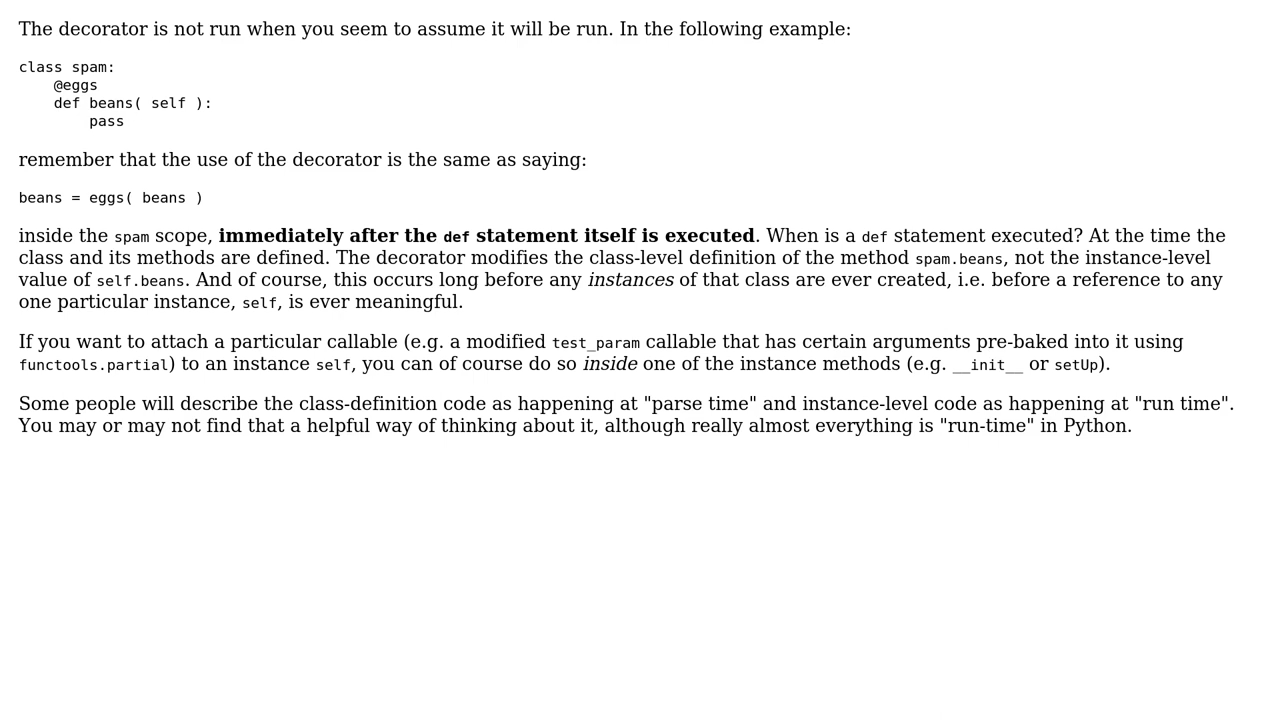 The decorator is not run when you seem to assume it will be run. In the following example:
class spam:
    @eggs
    def beans( self ):
        pass
remember that the use of the decorator is the same as saying:
beans = eggs( beans )
inside the spam scope, immediately after the def statement itself is executed. When is a def statement executed? At the time the
class and its methods are defined. The decorator modifies the class-level definition of the method spam.beans, not the instance-level
value of self.beans. And of course, this occurs long before any instances of that class are ever created, i.e. before a reference to any
one particular instance, self, is ever meaningful.
If you want to attach a particular callable (e.g. a modified test_param callable that has certain arguments pre-baked into it using
functools.partial) to an instance self, you can of course do so inside one of the instance methods (e.g. __init__ or setUp).
Some people will describe the class-definition code as happening at "parse time" and instance-level code as happening at "run time".
You may or may not find that a helpful way of thinking about it, although really almost everything is "run-time" in Python.